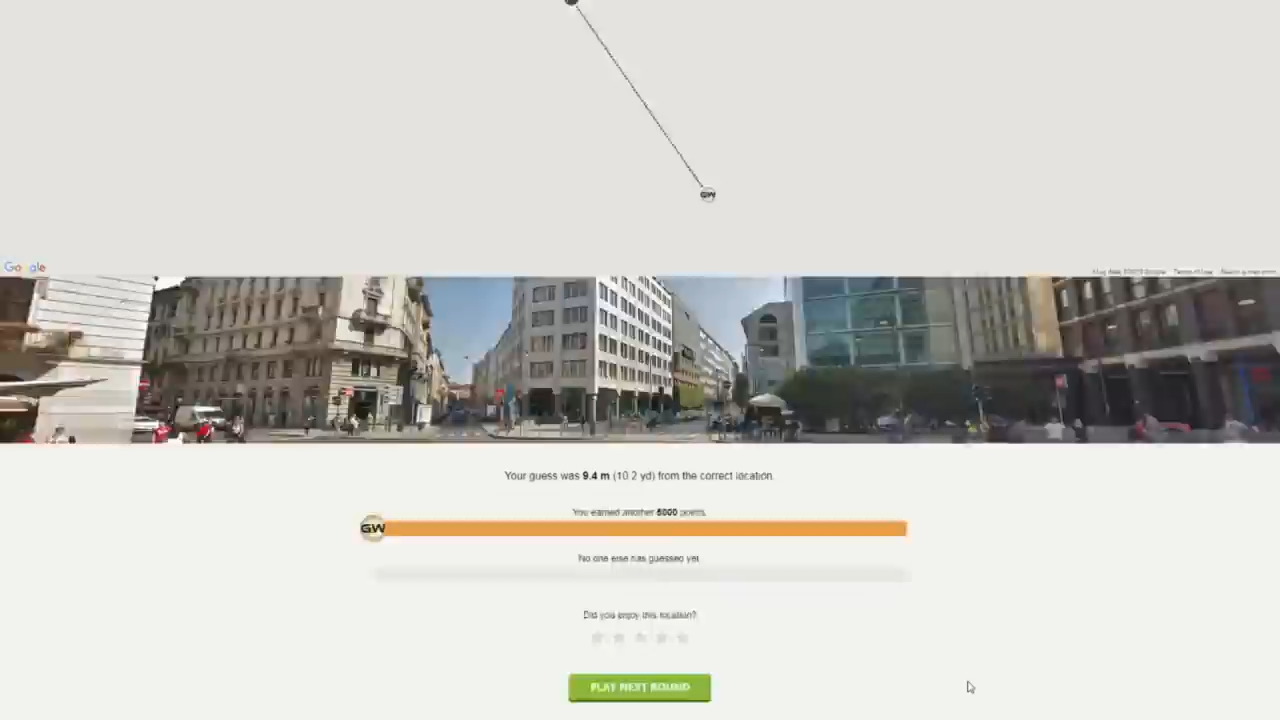 GW
Google
Your guess was 9.4 m (10.2 yd) from the correct location.
You earned another 5000 points.
GW
No one else has guessed yet
Did you enjoy this location?
PLAY NEXT ROUND